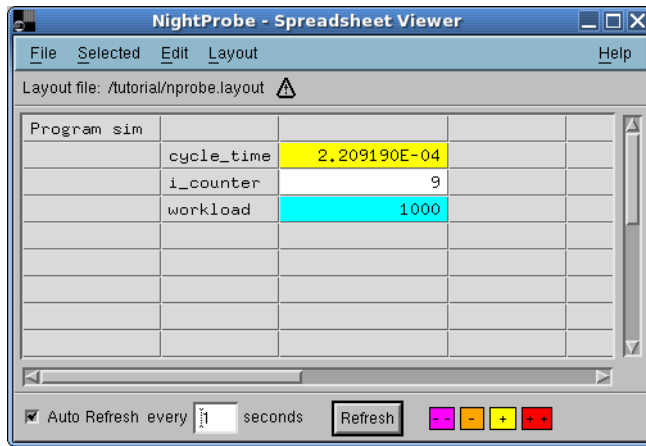 NightProbe - Spreadsheet Viewer
File Selected Edit Layout Help
Layout file: /tutorial/nprobe.layout
Program sim
cycle_time 2.209190E-04
i_counter 9
workload 1000
Auto Refresh every 1 seconds Refresh -- - + ++